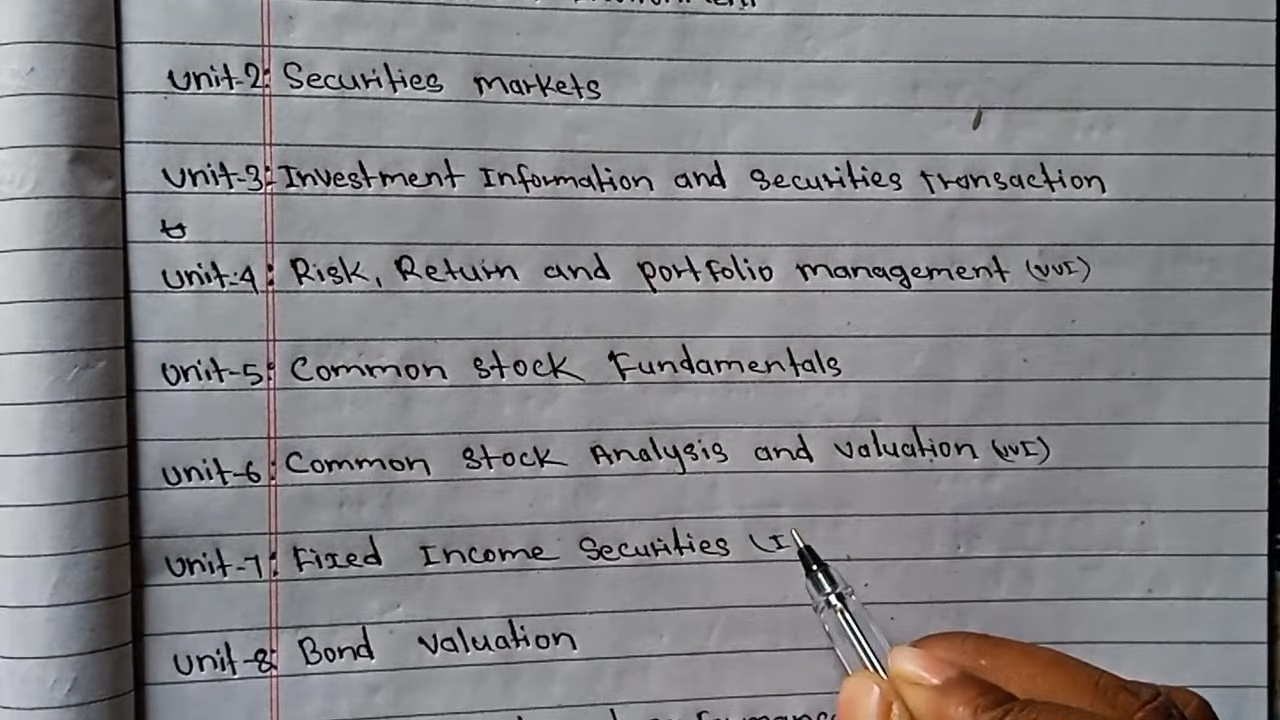 Unit-2: Securities Markets
Unit-3: Investment Information and Securities Transaction
Unit-4: Risk, Return and portfolio management (VVI)
Unit-5: Common Stock Fundamentals
Unit-6: Common Stock Analysis and Valuation (VVI)
Unit-7: Fixed Income Securities (I
Unit-8: Bond Valuation